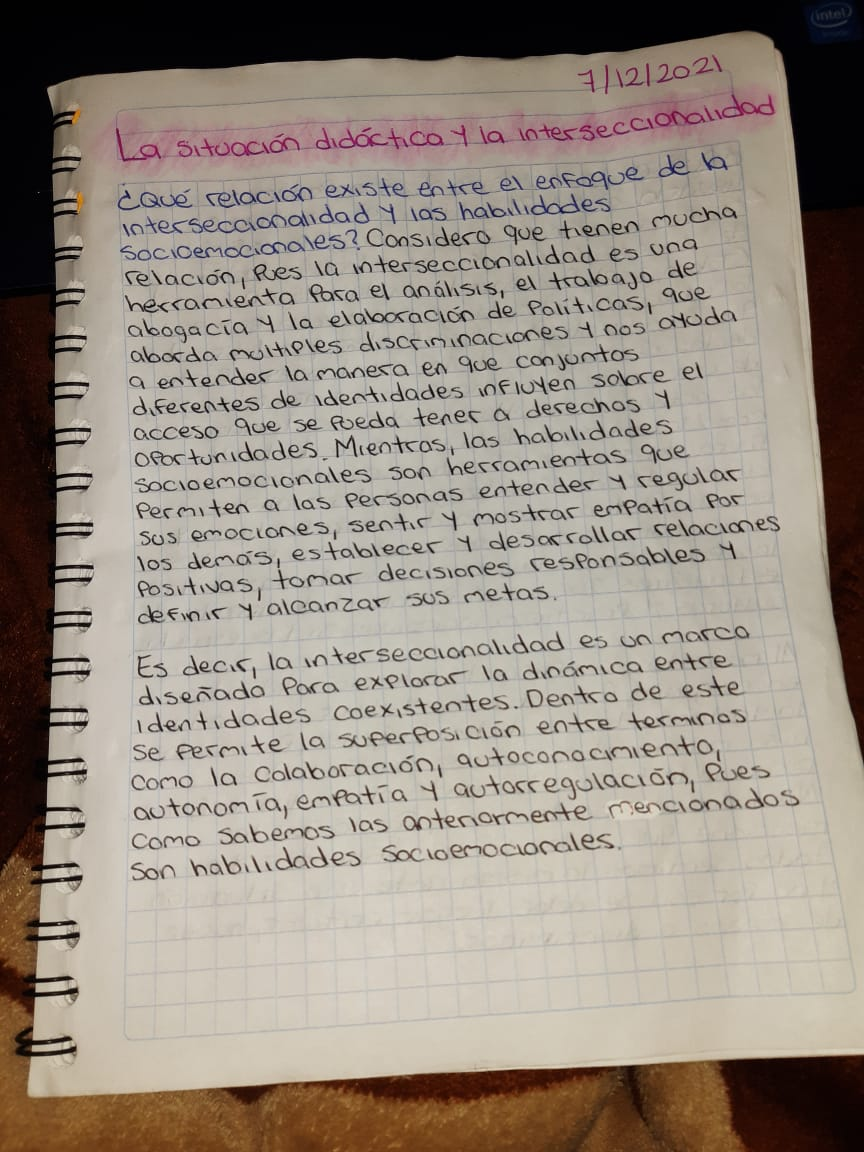 intel
inside
7/12/2021
La situación didáctica y la interseccionalidad
¿Qué relación existe entre el enfoque de la
interseccionalidad y las habilidades
socioemocionales? Considero que tienen mucha
relación, Pues la interseccionalidad es una
herramienta para el análisis, el trabajo de
abogacía y la elaboración de Políticas, que
aborda multiples discriminaciones y nos ayuda
a entender la manera en que conjuntos
diferentes de identidades influyen sobre el
acceso que se pueda tener a derechos y
oportunidades. Mientras, las habilidades
socioemocionales son herramientas que
Permiten a las Personas entender y regular
sus emociones, sentir y mostrar empatía por
los demás, establecer y desarrollar relaciones
Positivas, tomar decisiones responsables y
definir y alcanzar sus metas.
Es decir, la interseccionalidad es un marco
diseñado Para explorar la dinámica entre
identidades coexistentes. Dentro de este
se permite la superposición entre terminos
como la Colaboración, autoconocimiento,
autonomía, empatía y autorregulación, Pues
como sabemos las anteriormente mencionados
son habilidades socioemocionales.